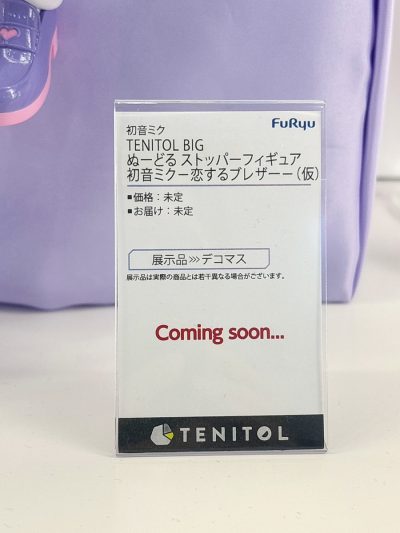 初音ミク
FuRyu
TENITOL BIG
ぬーどる ストッパーフィギュア
初音ミクー恋するブレザーー(仮)
■価格：未定
■お届け：未定
展示品>>>デコマス
展示品は実際の商品とは若干異なる場合がございます。
Coming soon...
TENITOL